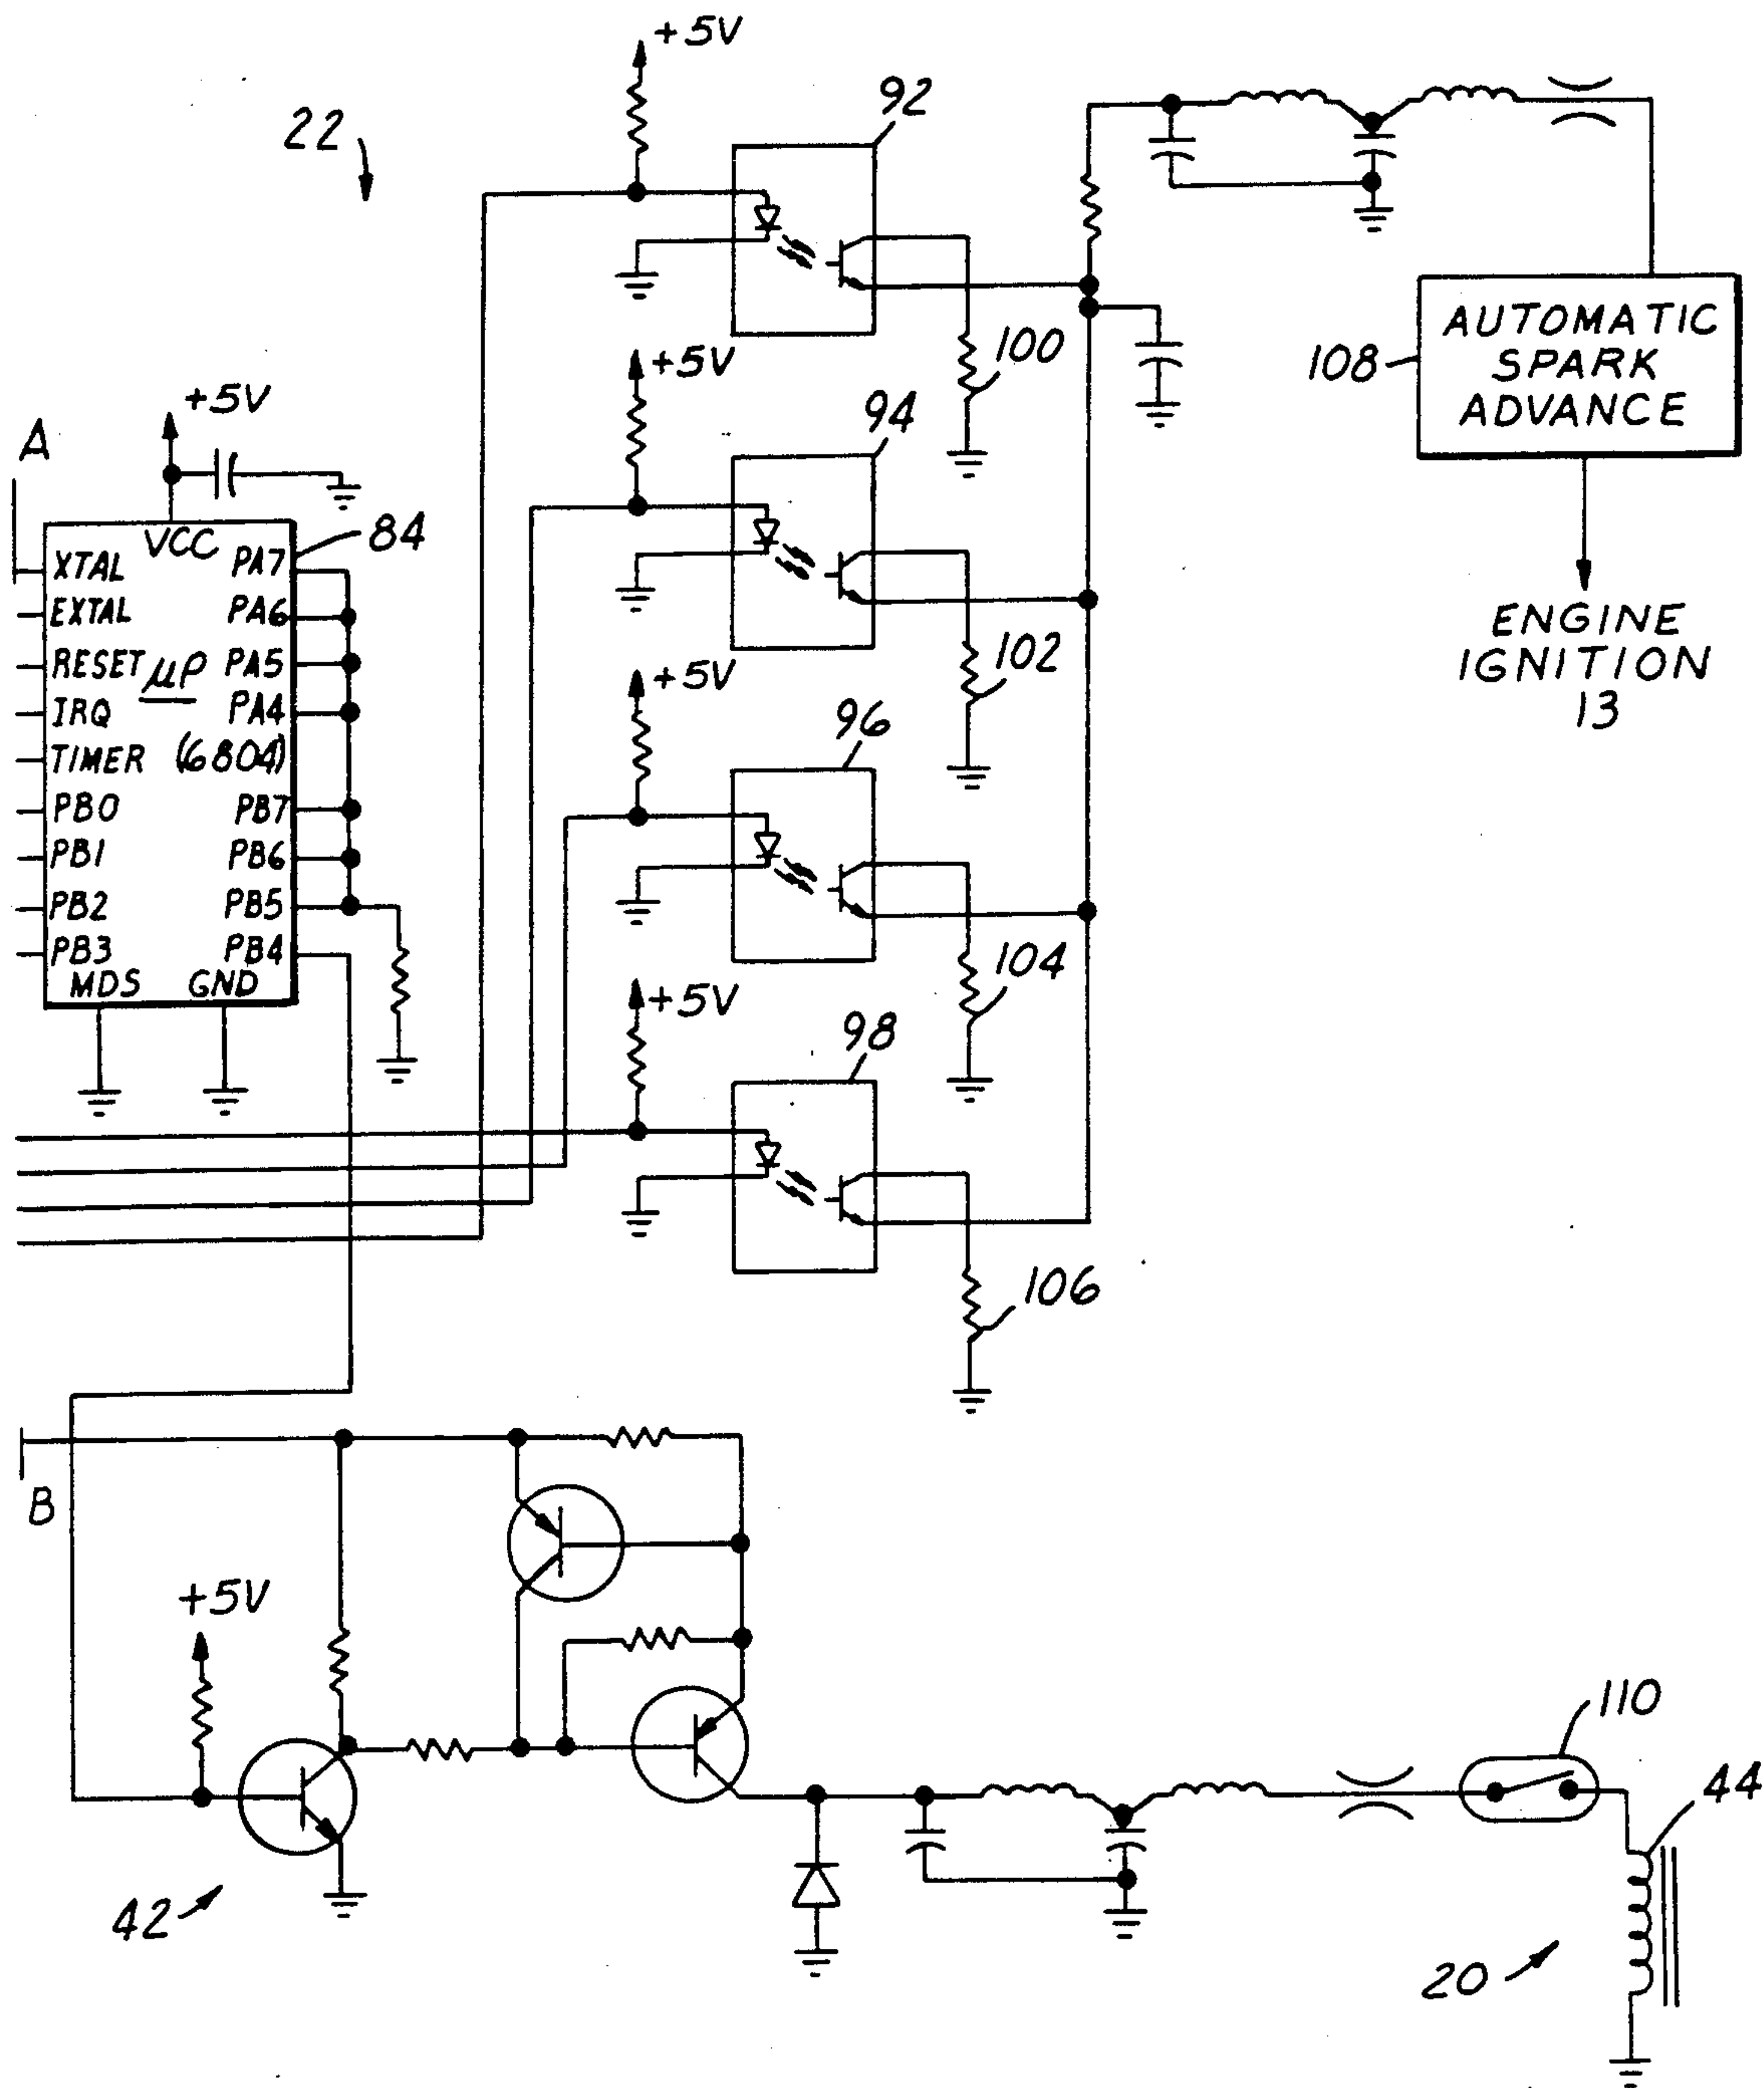 +5V
92
22
+5V
100
AUTOMATIC
SPARK
ADVANCE
108
94
+5V
A
VCC
84
XTAL
PA7
EXTAL
PA6
RESET
μP
PA5
IRQ
PA4
TIMER
(6804)
PB0
PB7
PB1
PB6
PB2
PB5
PB3
PB4
MDS
GND
ENGINE
IGNITION
13
102
+5V
96
104
+5V
98
106
B
+5V
42
110
44
20